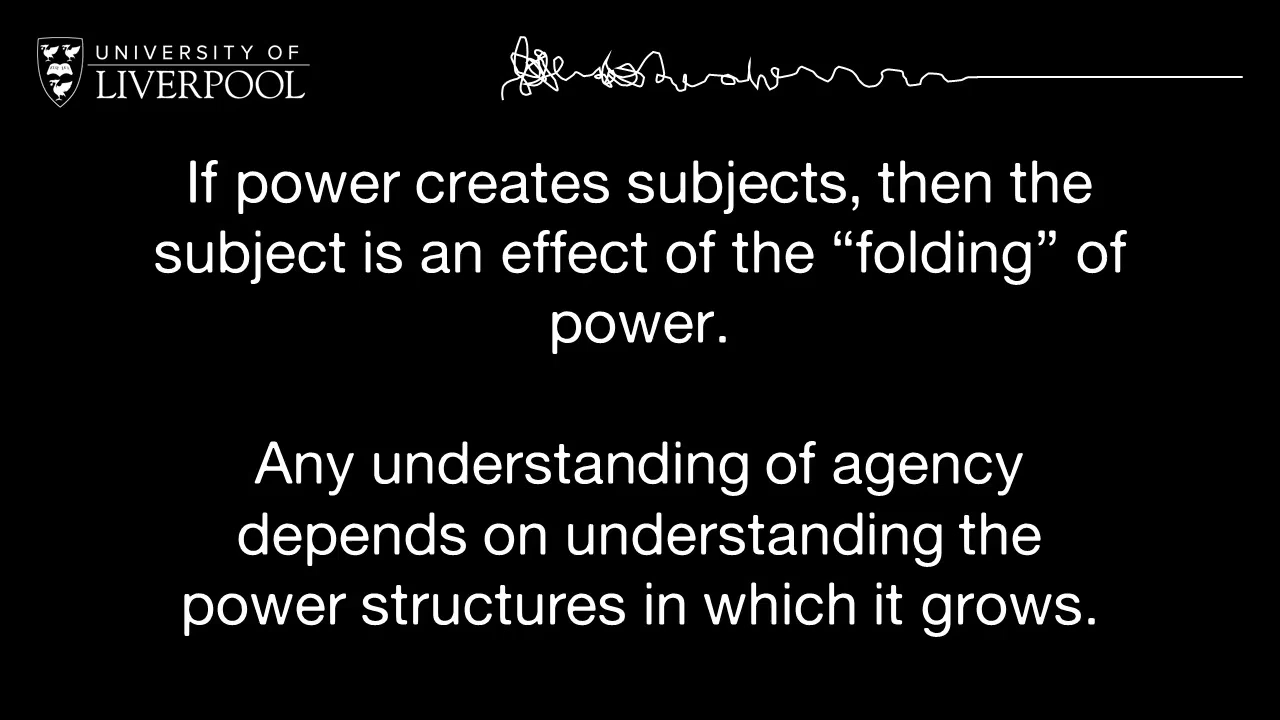 UNIVERSITY OF
LIVERPOOL
If power creates subjects, then the
subject is an effect of the “folding” of
power.
Any understanding of agency
depends on understanding the
power structures in which it grows.